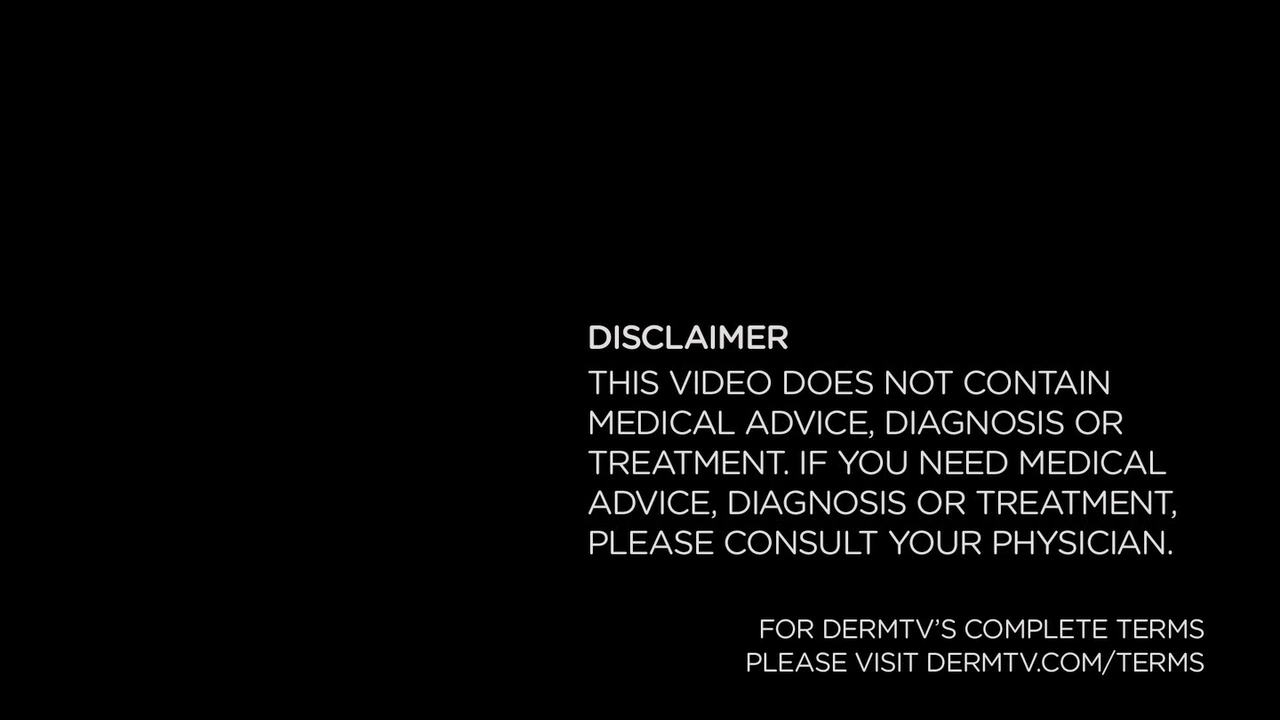 DISCLAIMER
THIS VIDEO DOES NOT CONTAIN
MEDICAL ADVICE, DIAGNOSIS OR
TREATMENT. IF YOU NEED MEDICAL
ADVICE, DIAGNOSIS OR TREATMENT,
PLEASE CONSULT YOUR PHYSICIAN.
FOR DERMTV’S COMPLETE TERMS
PLEASE VISIT DERMTV.COM/TERMS